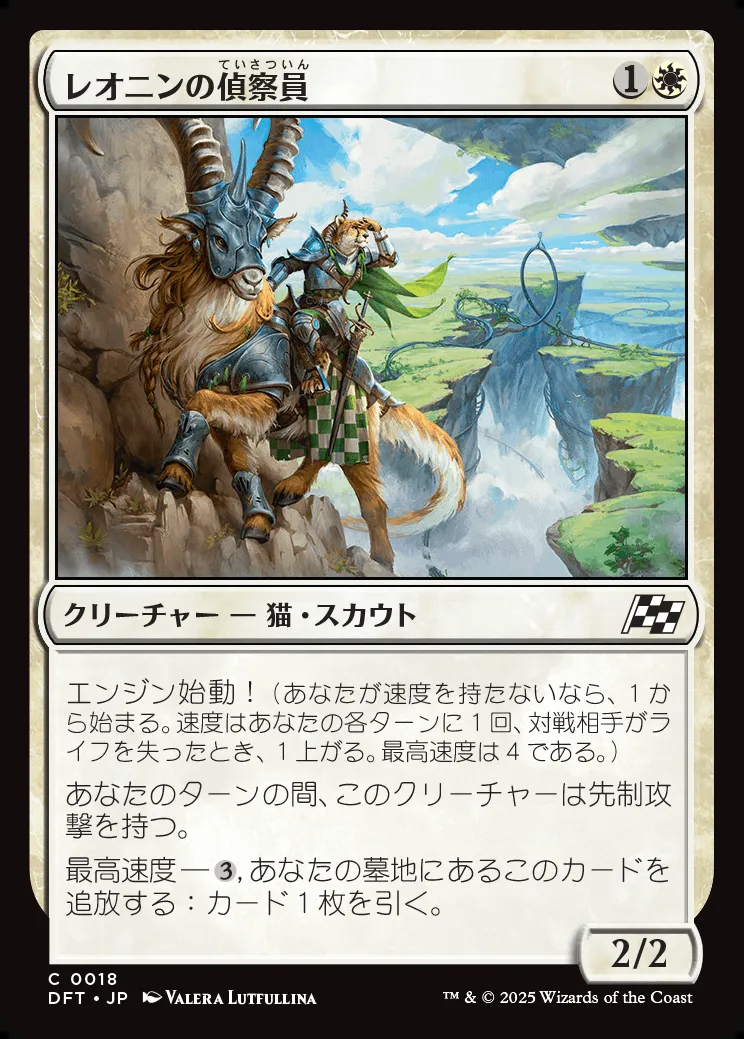 ていさついん
レオニンの偵察員 1
クリーチャー — 猫・スカウト
エンジン始動！（あなたが速度を持たないなら、１か
ら始まる。速度はあなたの各ターンに１回、対戦相手がラ
イフを失ったとき、１上がる。最高速度は４である。）
あなたのターンの間、このクリーチャーは先制攻
撃を持つ。
最高速度― 3, あなたの墓地にあるこのカードを
追放する：カード１枚を引く。
2/2
C 0018
DFT • JP VALERA LUTFULLINA
™ & © 2025 Wizards of the Coast